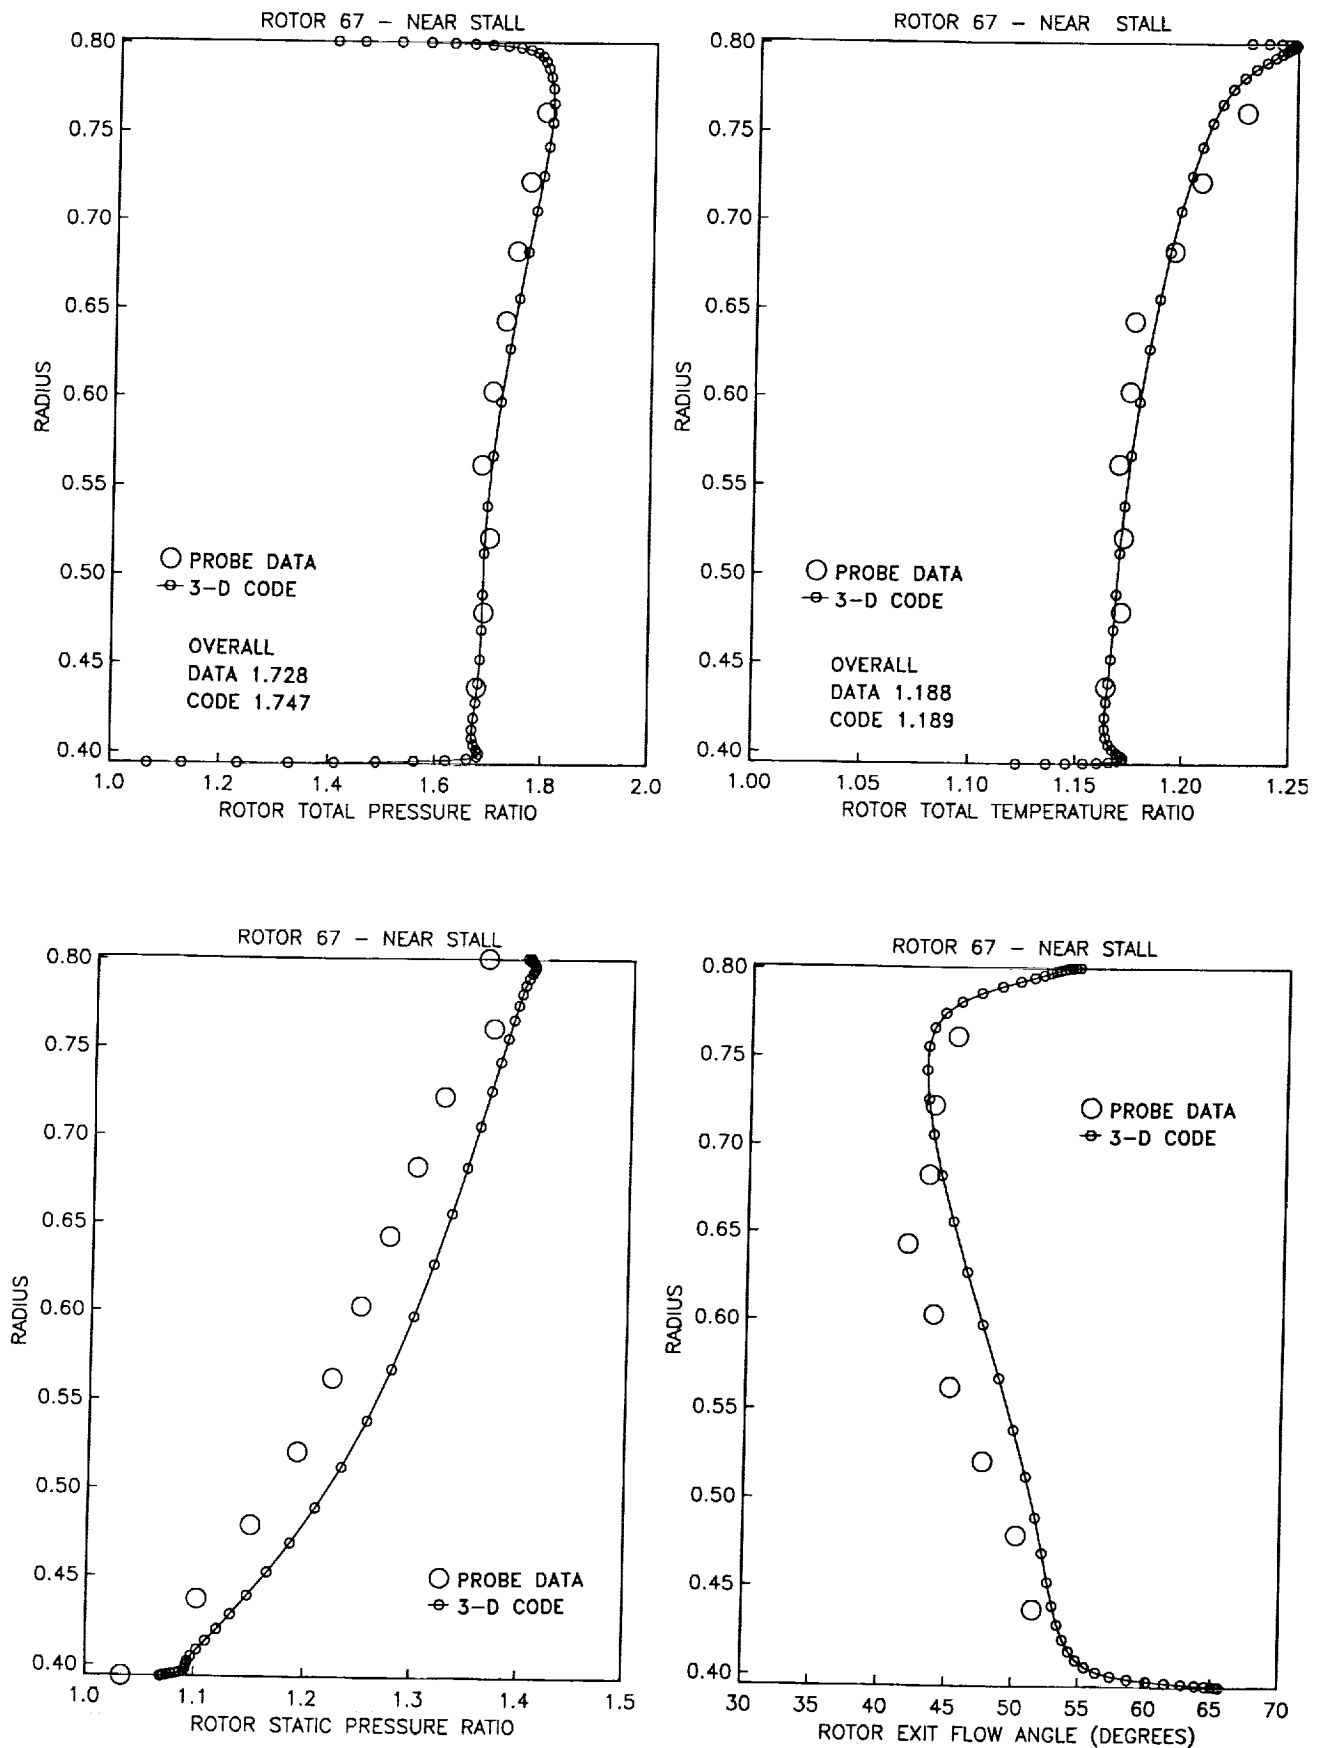 ROTOR 67 – NEAR STALL
0.80
0.75
0.70
0.65
0.60
0.55
0.50
0.45
0.40
RADIUS
PROBE DATA
3-D CODE
OVERALL
DATA 1.728
CODE 1.747
1.0 1.2 1.4 1.6 1.8 2.0
ROTOR TOTAL PRESSURE RATIO
ROTOR 67 – NEAR STALL
0.80
0.75
0.70
0.65
0.60
0.55
0.50
0.45
0.40
RADIUS
PROBE DATA
3-D CODE
OVERALL
DATA 1.188
CODE 1.189
1.00 1.05 1.10 1.15 1.20 1.25
ROTOR TOTAL TEMPERATURE RATIO
ROTOR 67 – NEAR STALL
0.80
0.75
0.70
0.65
0.60
0.55
0.50
0.45
0.40
RADIUS
PROBE DATA
3-D CODE
1.0 1.1 1.2 1.3 1.4 1.5
ROTOR STATIC PRESSURE RATIO
ROTOR 67 – NEAR STALL
0.80
0.75
0.70
0.65
0.60
0.55
0.50
0.45
0.40
RADIUS
PROBE DATA
3-D CODE
30 35 40 45 50 55 60 65 70
ROTOR EXIT FLOW ANGLE (DEGREES)